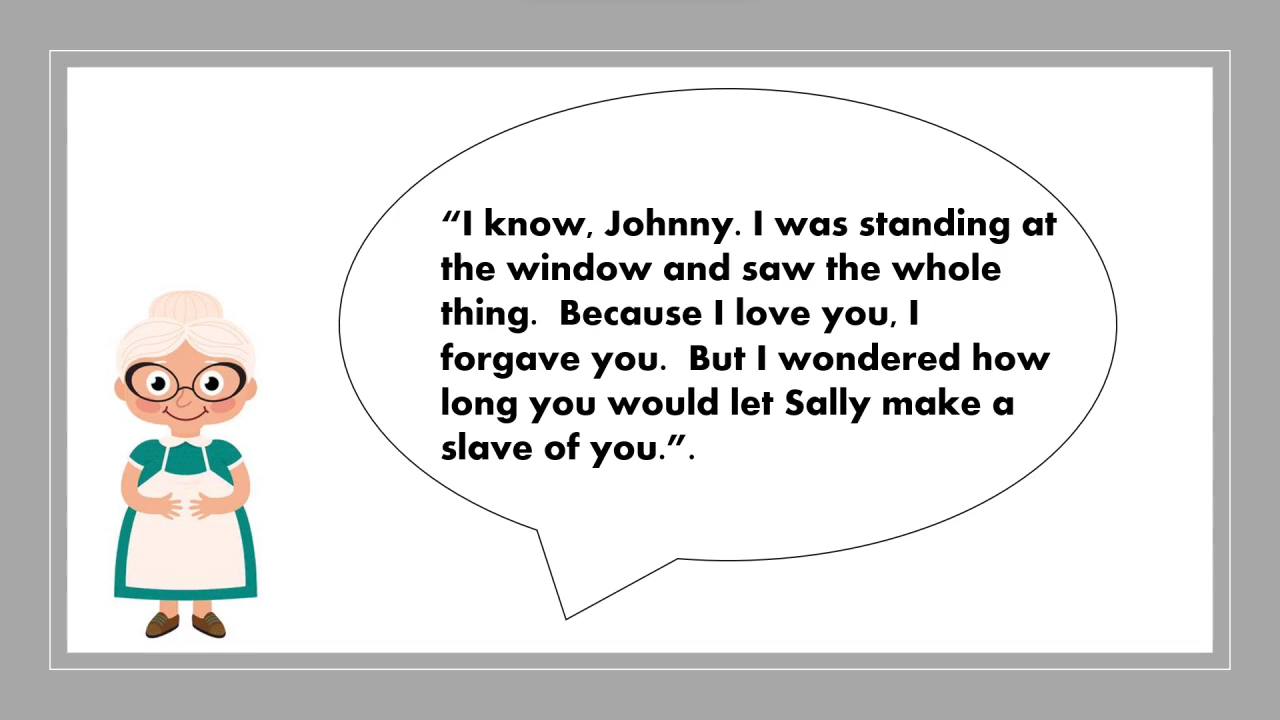 “I know, Johnny. I was standing at
the window and saw the whole
thing.  Because I love you, I
forgave you.  But I wondered how
long you would let Sally make a
slave of you.”.